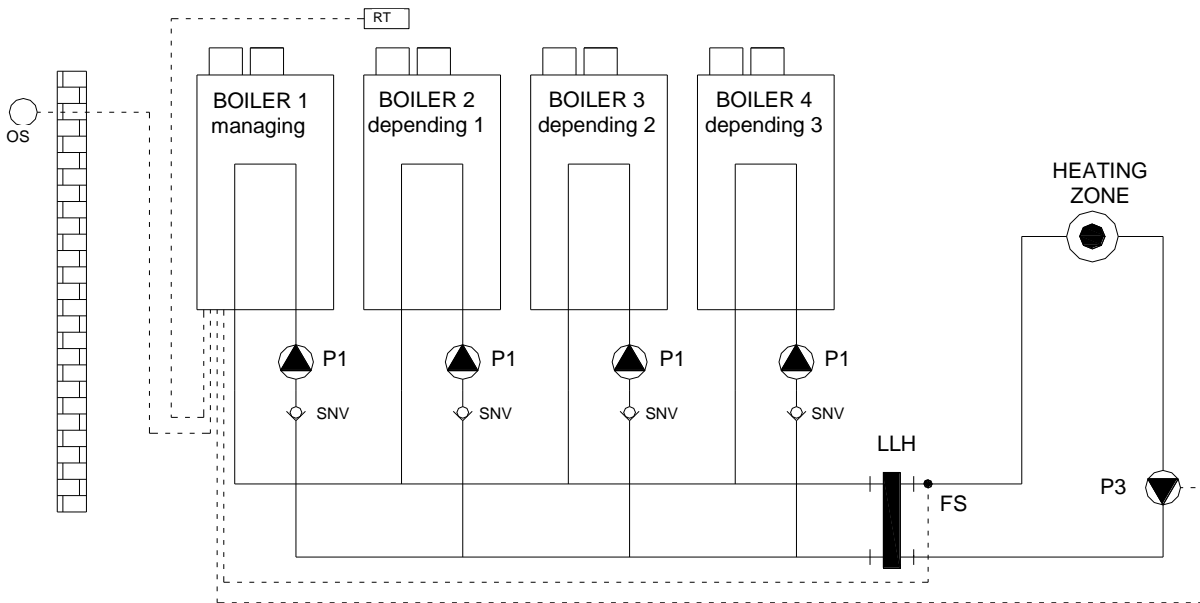 RT
OS
BOILER 1
managing
BOILER 2
depending 1
BOILER 3
depending 2
BOILER 4
depending 3
HEATING
ZONE
P1
P1
P1
P1
SNV
SNV
SNV
SNV
LLH
FS
P3